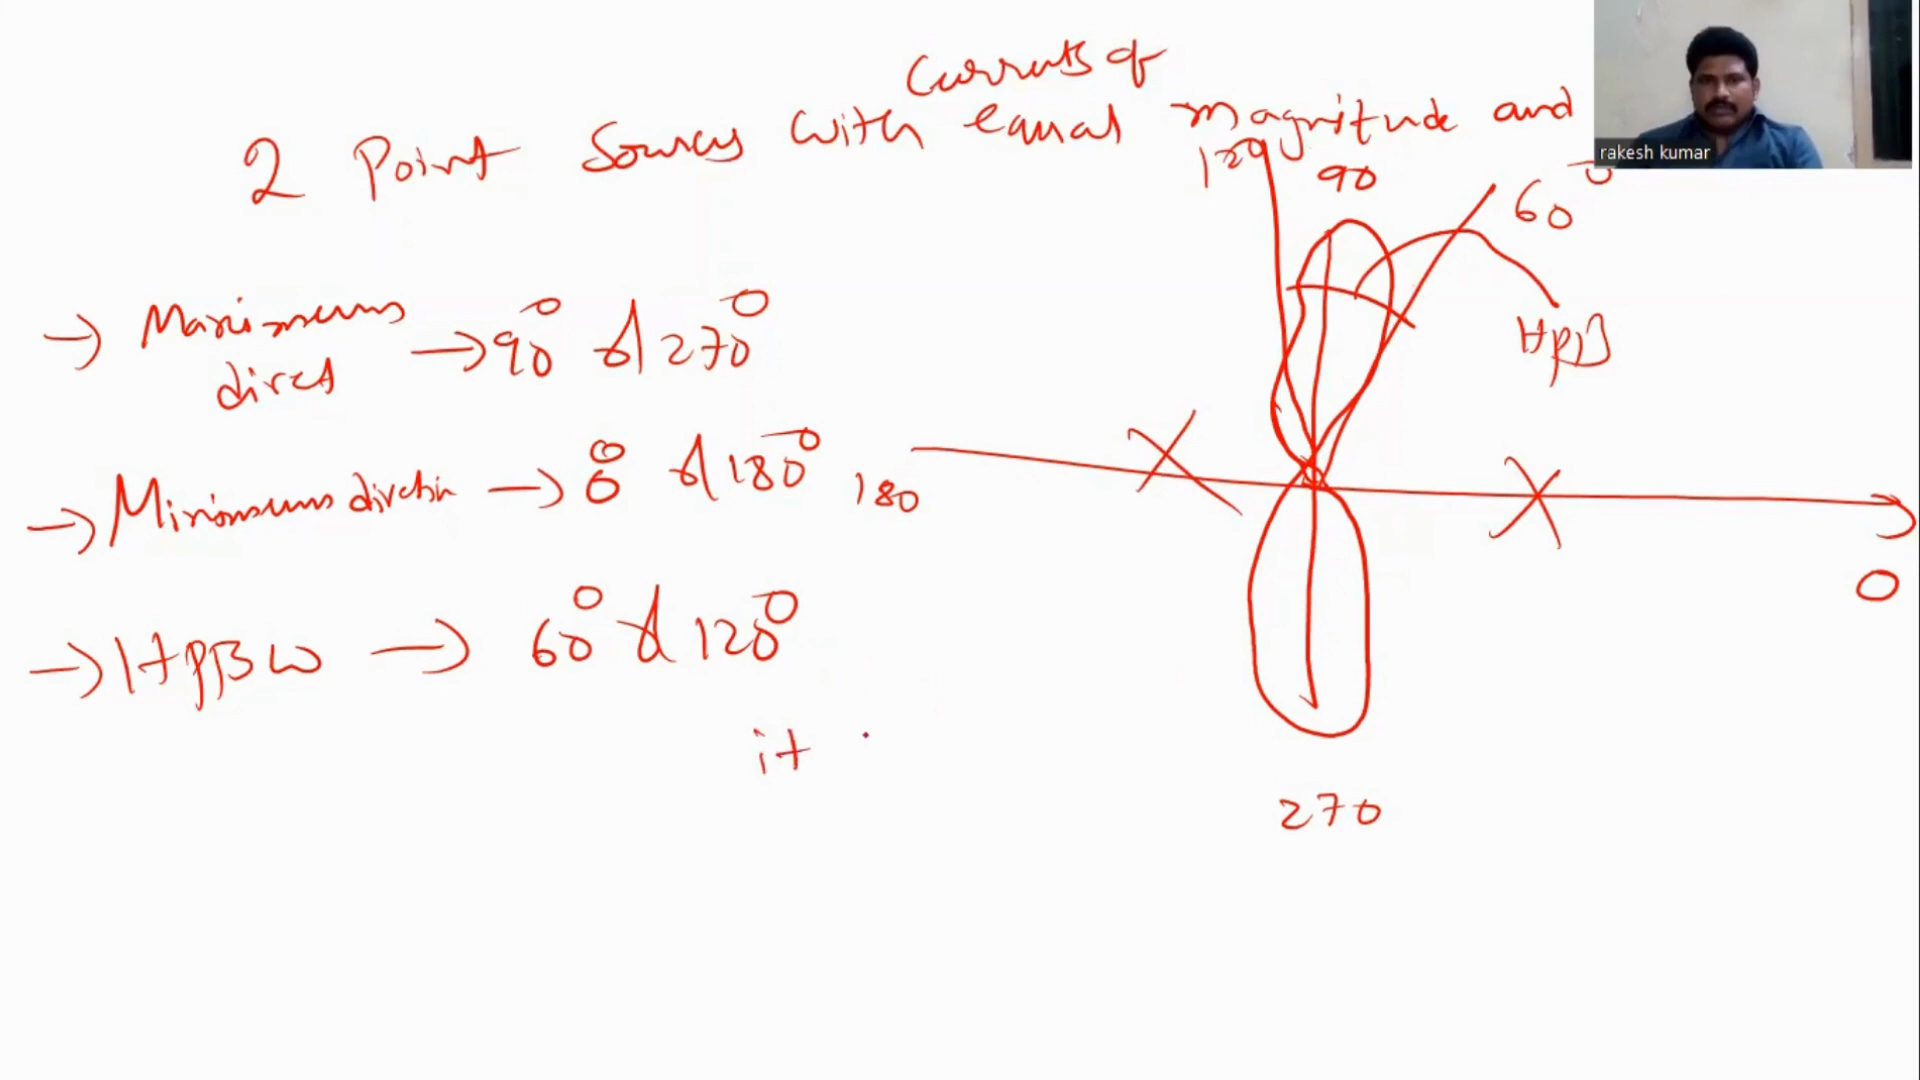 Currents of
2 Point Sources with equal magnitude and
rakesh kumar
120
90
60°
→ Maximum
direct → 90° & 270°
HPB
→ Minimum directin → 0° & 180°
180
0
→ HPBW → 60° & 120°
it
270